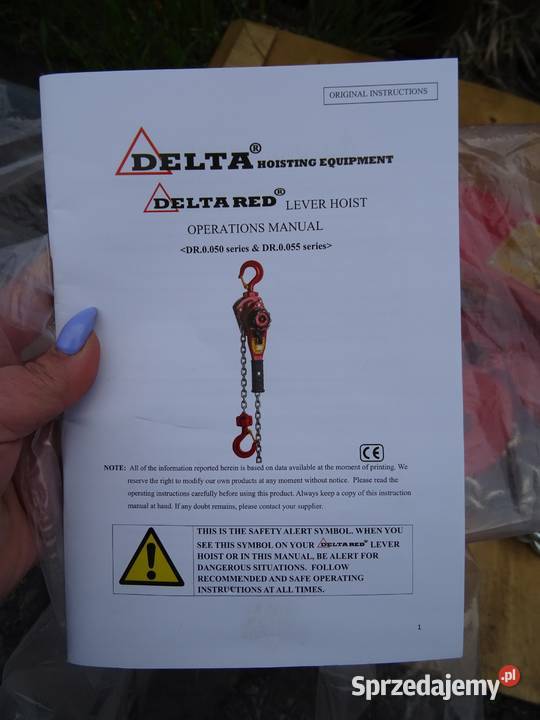 ORIGINAL INSTRUCTIONS
DELTA® HOISTING EQUIPMENT
DELTA RED® LEVER HOIST
OPERATIONS MANUAL
<DR.0.050 series & DR.0.055 series>
CE
NOTE: All of the information reported herein is based on data available at the moment of printing. We
reserve the right to modify our own products at any moment without notice. Please read the
operating instructions carefully before using this product. Always keep a copy of this instruction
manual at hand. If any doubt remains, please contact your supplier.
THIS IS THE SAFETY ALERT SYMBOL. WHEN YOU
SEE THIS SYMBOL ON YOUR DELTA RED® LEVER
HOIST OR IN THIS MANUAL, BE ALERT FOR
DANGEROUS SITUATIONS. FOLLOW
RECOMMENDED AND SAFE OPERATING
INSTRUCTIONS AT ALL TIMES.
1
Sprzedajemy.pl